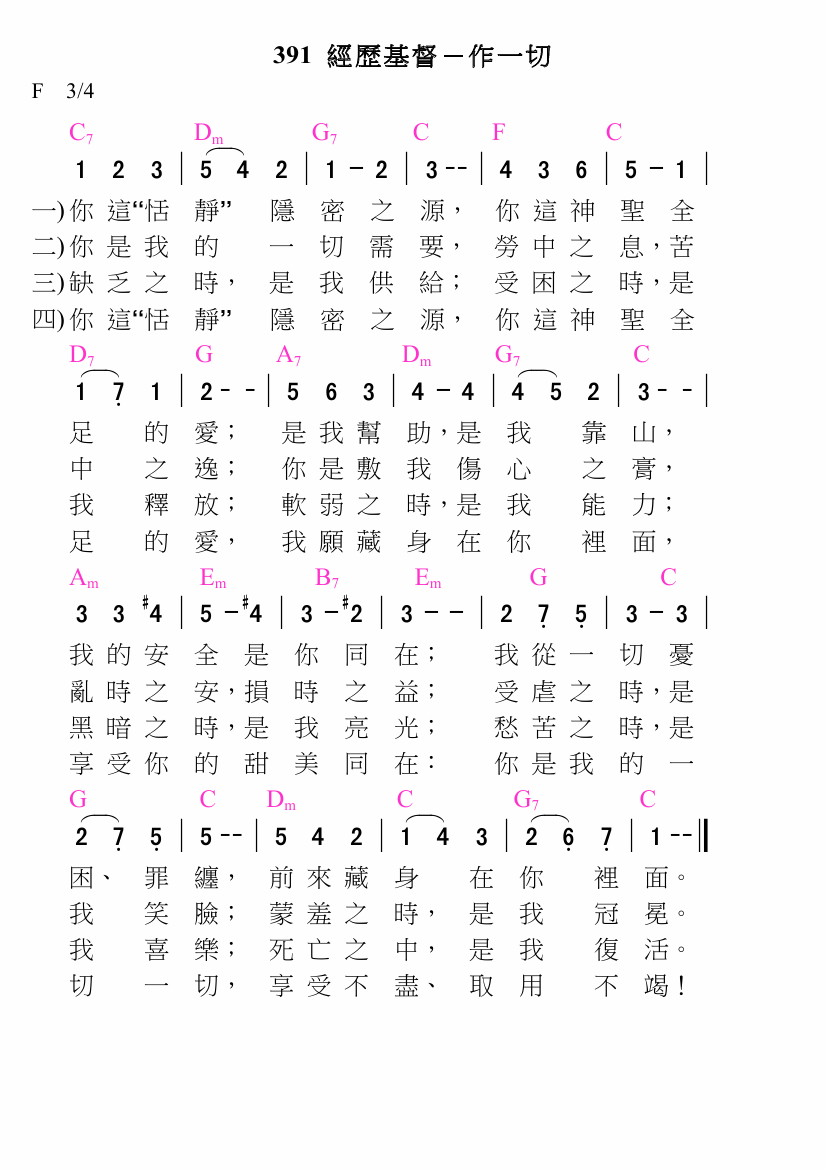 391 經歷基督－作一切
F 3/4
C7 Dm G7 C F C
1 2 3 | 5 4 2 | 1 - 2 | 3 - - | 4 3 6 | 5 - 1 |
一) 你 這“恬 靜” 隱 密 之 源， 你 這 神 聖 全
二) 你 是 我 的 一 切 需 要， 勞 中 之 息，苦
三) 缺 乏 之 時， 是 我 供 給； 受 困 之 時，是
四) 你 這“恬 靜” 隱 密 之 源， 你 這 神 聖 全
D7 G A7 Dm G7 C
1 7̣ 1 | 2 - - | 5 6 3 | 4 - 4 | 4 5 2 | 3 - - |
足 的 愛； 是 我 幫 助，是 我 靠 山，
中 之 逸； 你 是 敷 我 傷 心 之 膏，
我 釋 放； 軟 弱 之 時，是 我 能 力；
足 的 愛， 我 願 藏 身 在 你 裡 面，
Am Em B7 Em G C
3 3 #4 | 5 - #4 | 3 - #2 | 3 - - | 2 7̣ 5̣ | 3 - 3 |
我 的 安 全 是 你 同 在； 我 從 一 切 憂
亂 時 之 安，損 時 之 益； 受 虐 之 時，是
黑 暗 之 時，是 我 亮 光； 愁 苦 之 時，是
享 受 你 的 甜 美 同 在： 你 是 我 的 一
G C Dm C G7 C
2 7̣ 5̣ | 5 - - | 5 4 2 | 1 4 3 | 2 6̣ 7̣ | 1 - - ‖
困、 罪 纏， 前 來 藏 身 在 你 裡 面。
我 笑 臉； 蒙 羞 之 時， 是 我 冠 冕。
我 喜 樂； 死 亡 之 中， 是 我 復 活。
切 一 切， 享 受 不 盡、 取 用 不 竭！